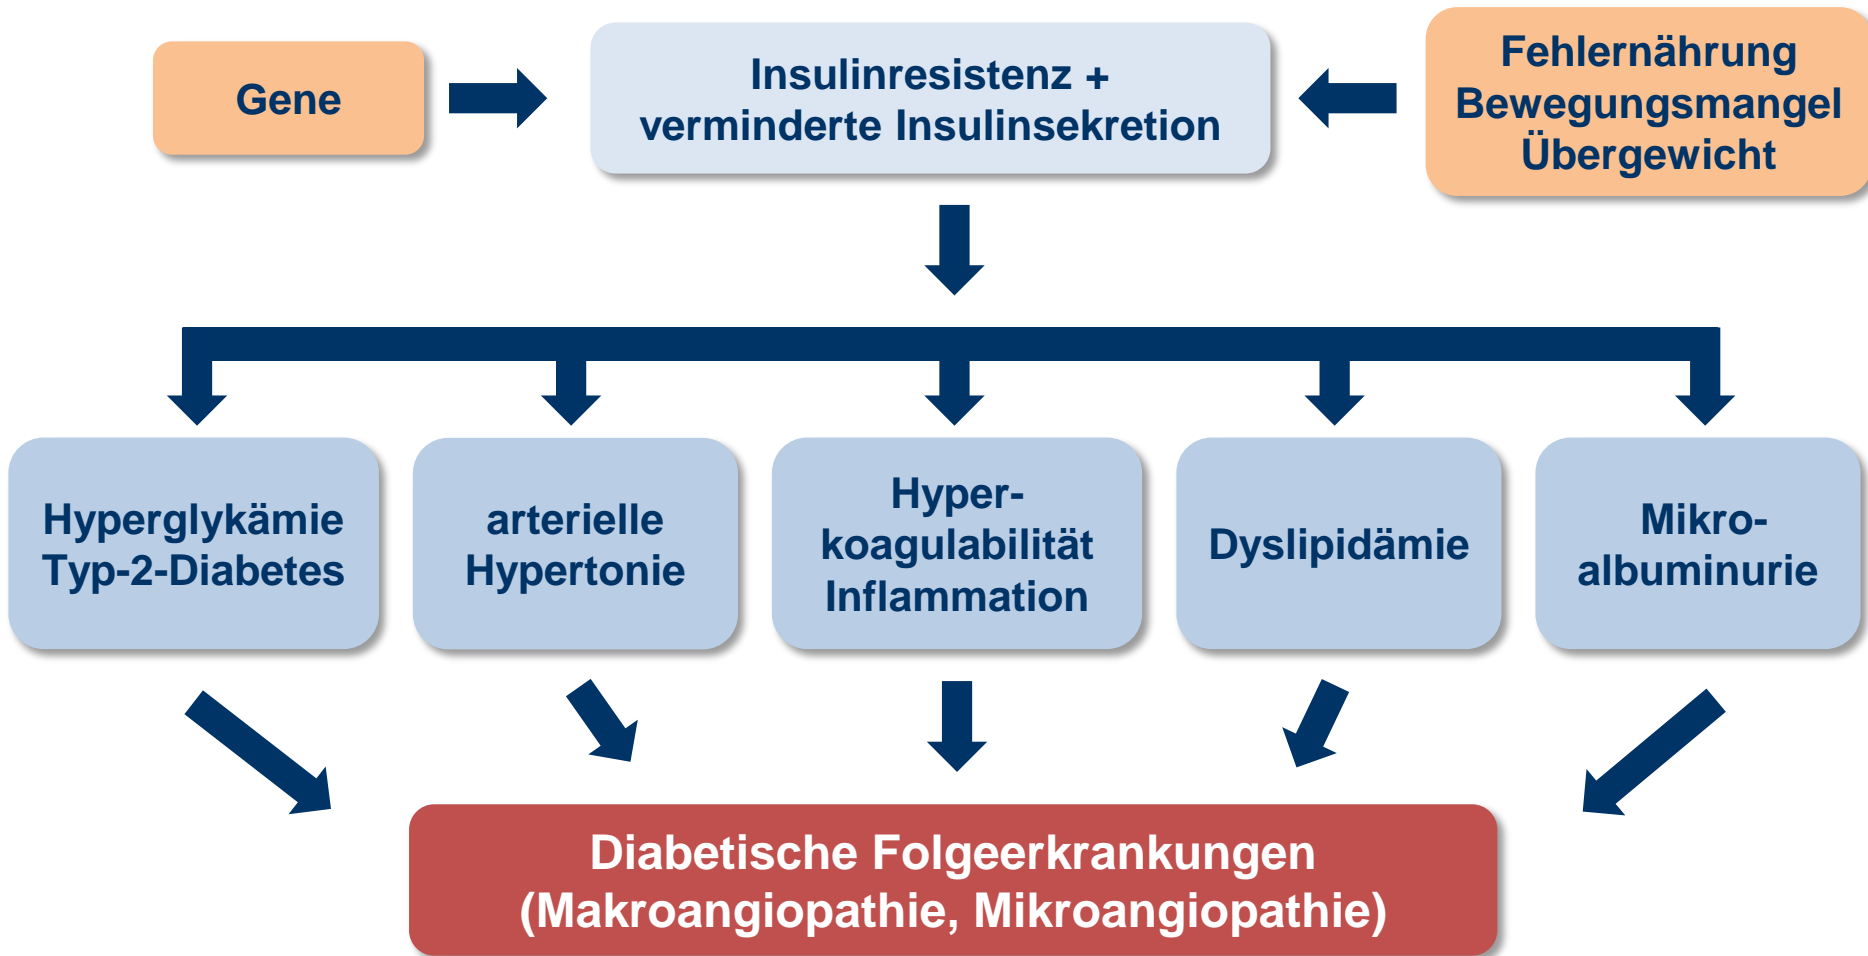 Gene
Insulinresistenz +
verminderte Insulinsekretion
Fehlernährung
Bewegungsmangel
Übergewicht
Hyperglykämie
Typ-2-Diabetes
arterielle
Hypertonie
Hyper-
koagulabilität
Inflammation
Dyslipidämie
Mikro-
albuminurie
Diabetische Folgeerkrankungen
(Makroangiopathie, Mikroangiopathie)